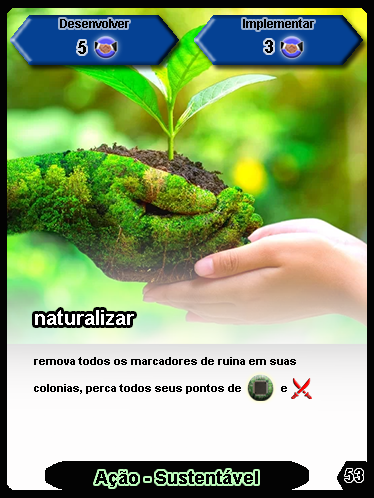 Desenvolver
5
Implementar
3
naturalizar
remova todos os marcadores de ruina em suas
colonias, perca todos seus pontos de e
Ação - Sustentável
53